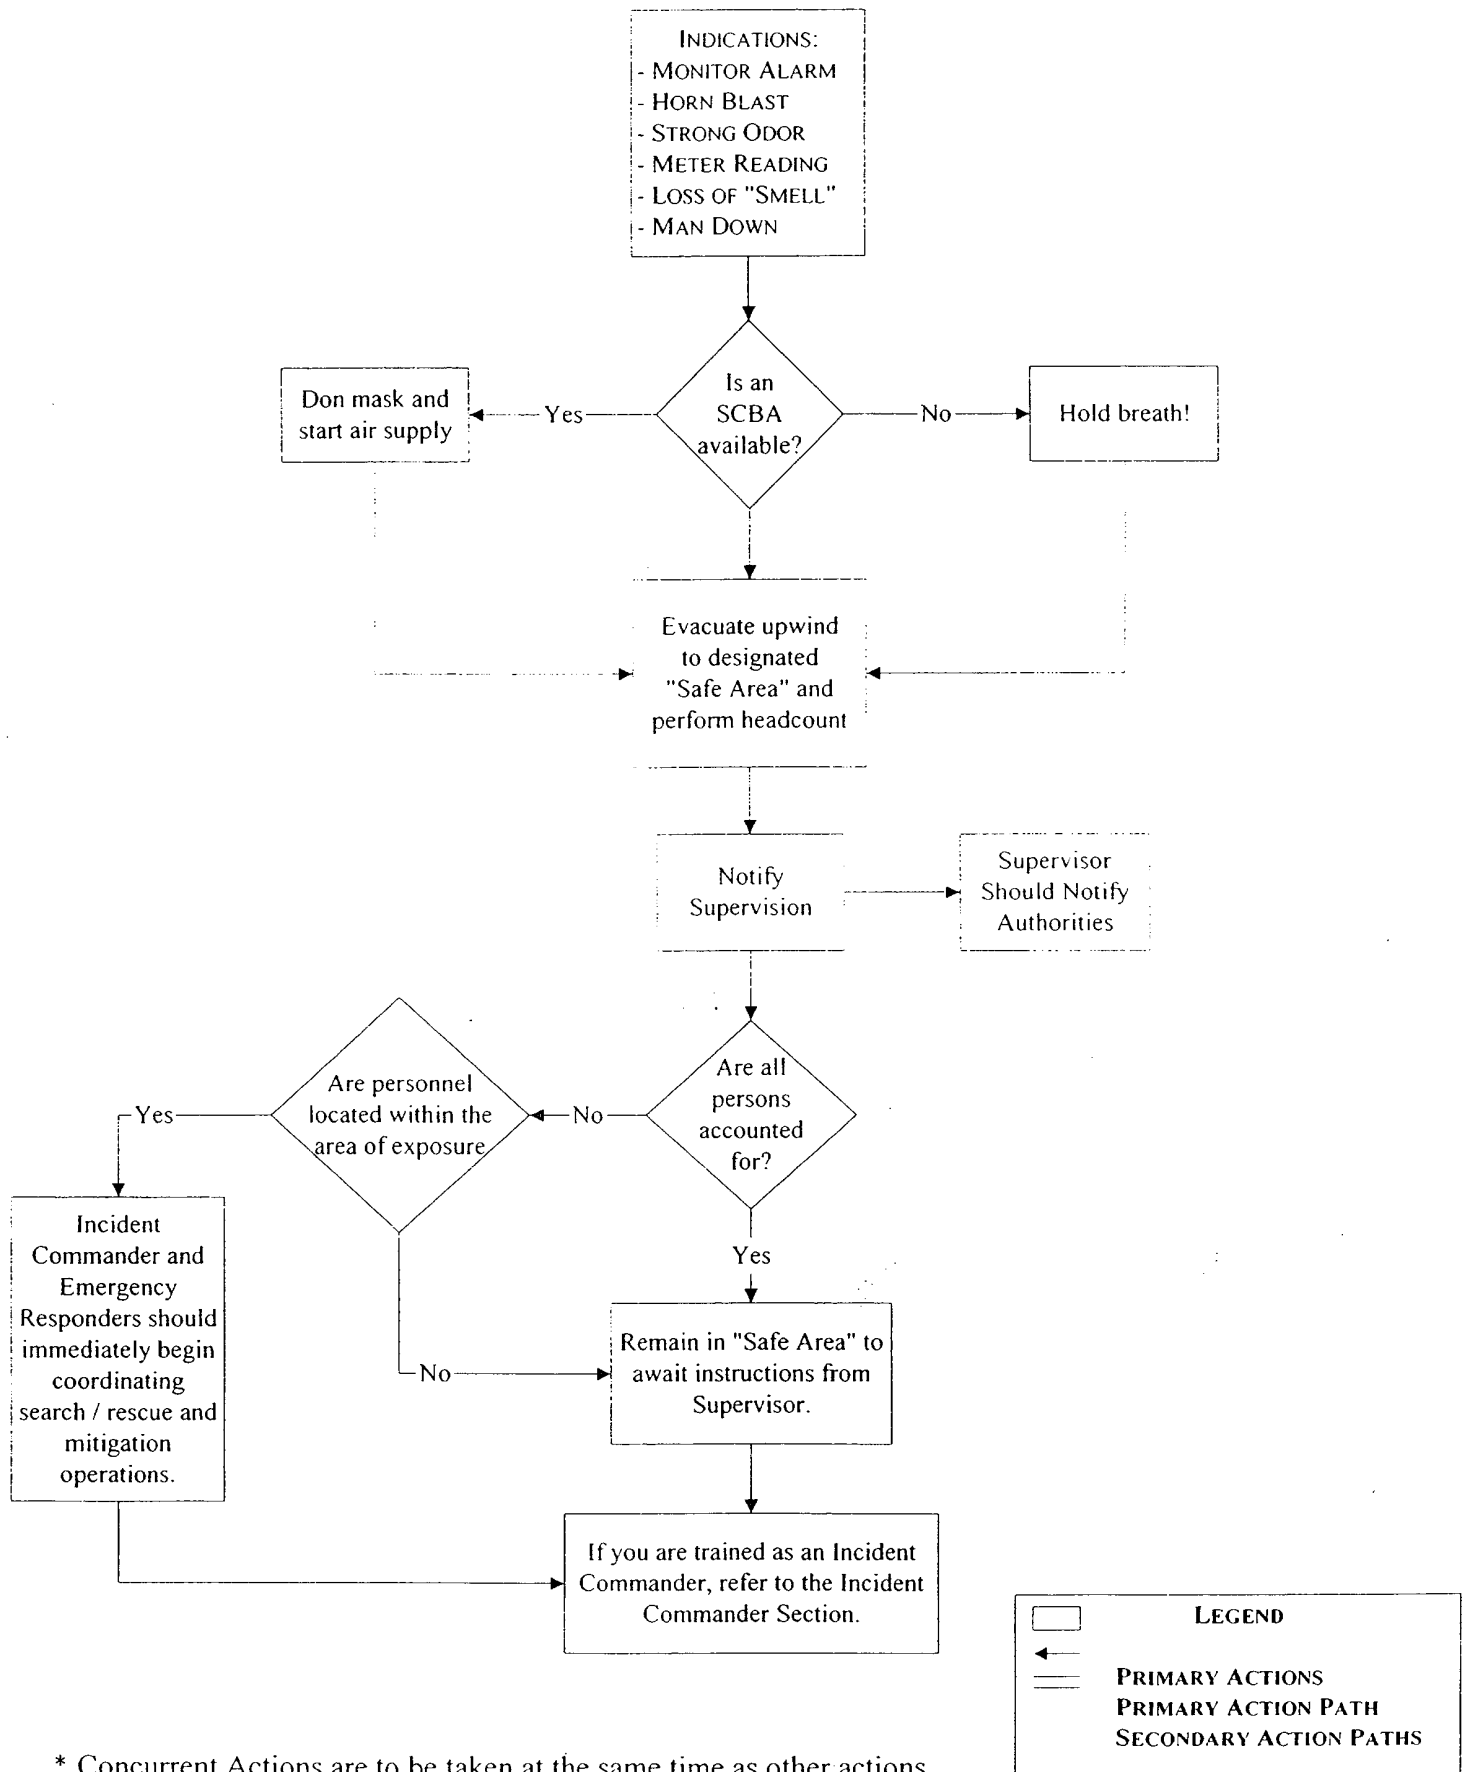 INDICATIONS:
- MONITOR ALARM
- HORN BLAST
- STRONG ODOR
- METER READING
- LOSS OF "SMELL"
- MAN DOWN
Is an
SCBA
available?
Yes
No
Don mask and
start air supply
Hold breath!
Evacuate upwind
to designated
"Safe Area" and
perform headcount
Notify
Supervision
Supervisor
Should Notify
Authorities
Are all
persons
accounted
for?
No
Are personnel
located within the
area of exposure
Yes
Yes
Incident
Commander and
Emergency
Responders should
immediately begin
coordinating
search / rescue and
mitigation
operations.
No
Remain in "Safe Area" to
await instructions from
Supervisor.
If you are trained as an Incident
Commander, refer to the Incident
Commander Section.
LEGEND
PRIMARY ACTIONS
PRIMARY ACTION PATH
SECONDARY ACTION PATHS
* Concurrent Actions are to be taken at the same time as other actions